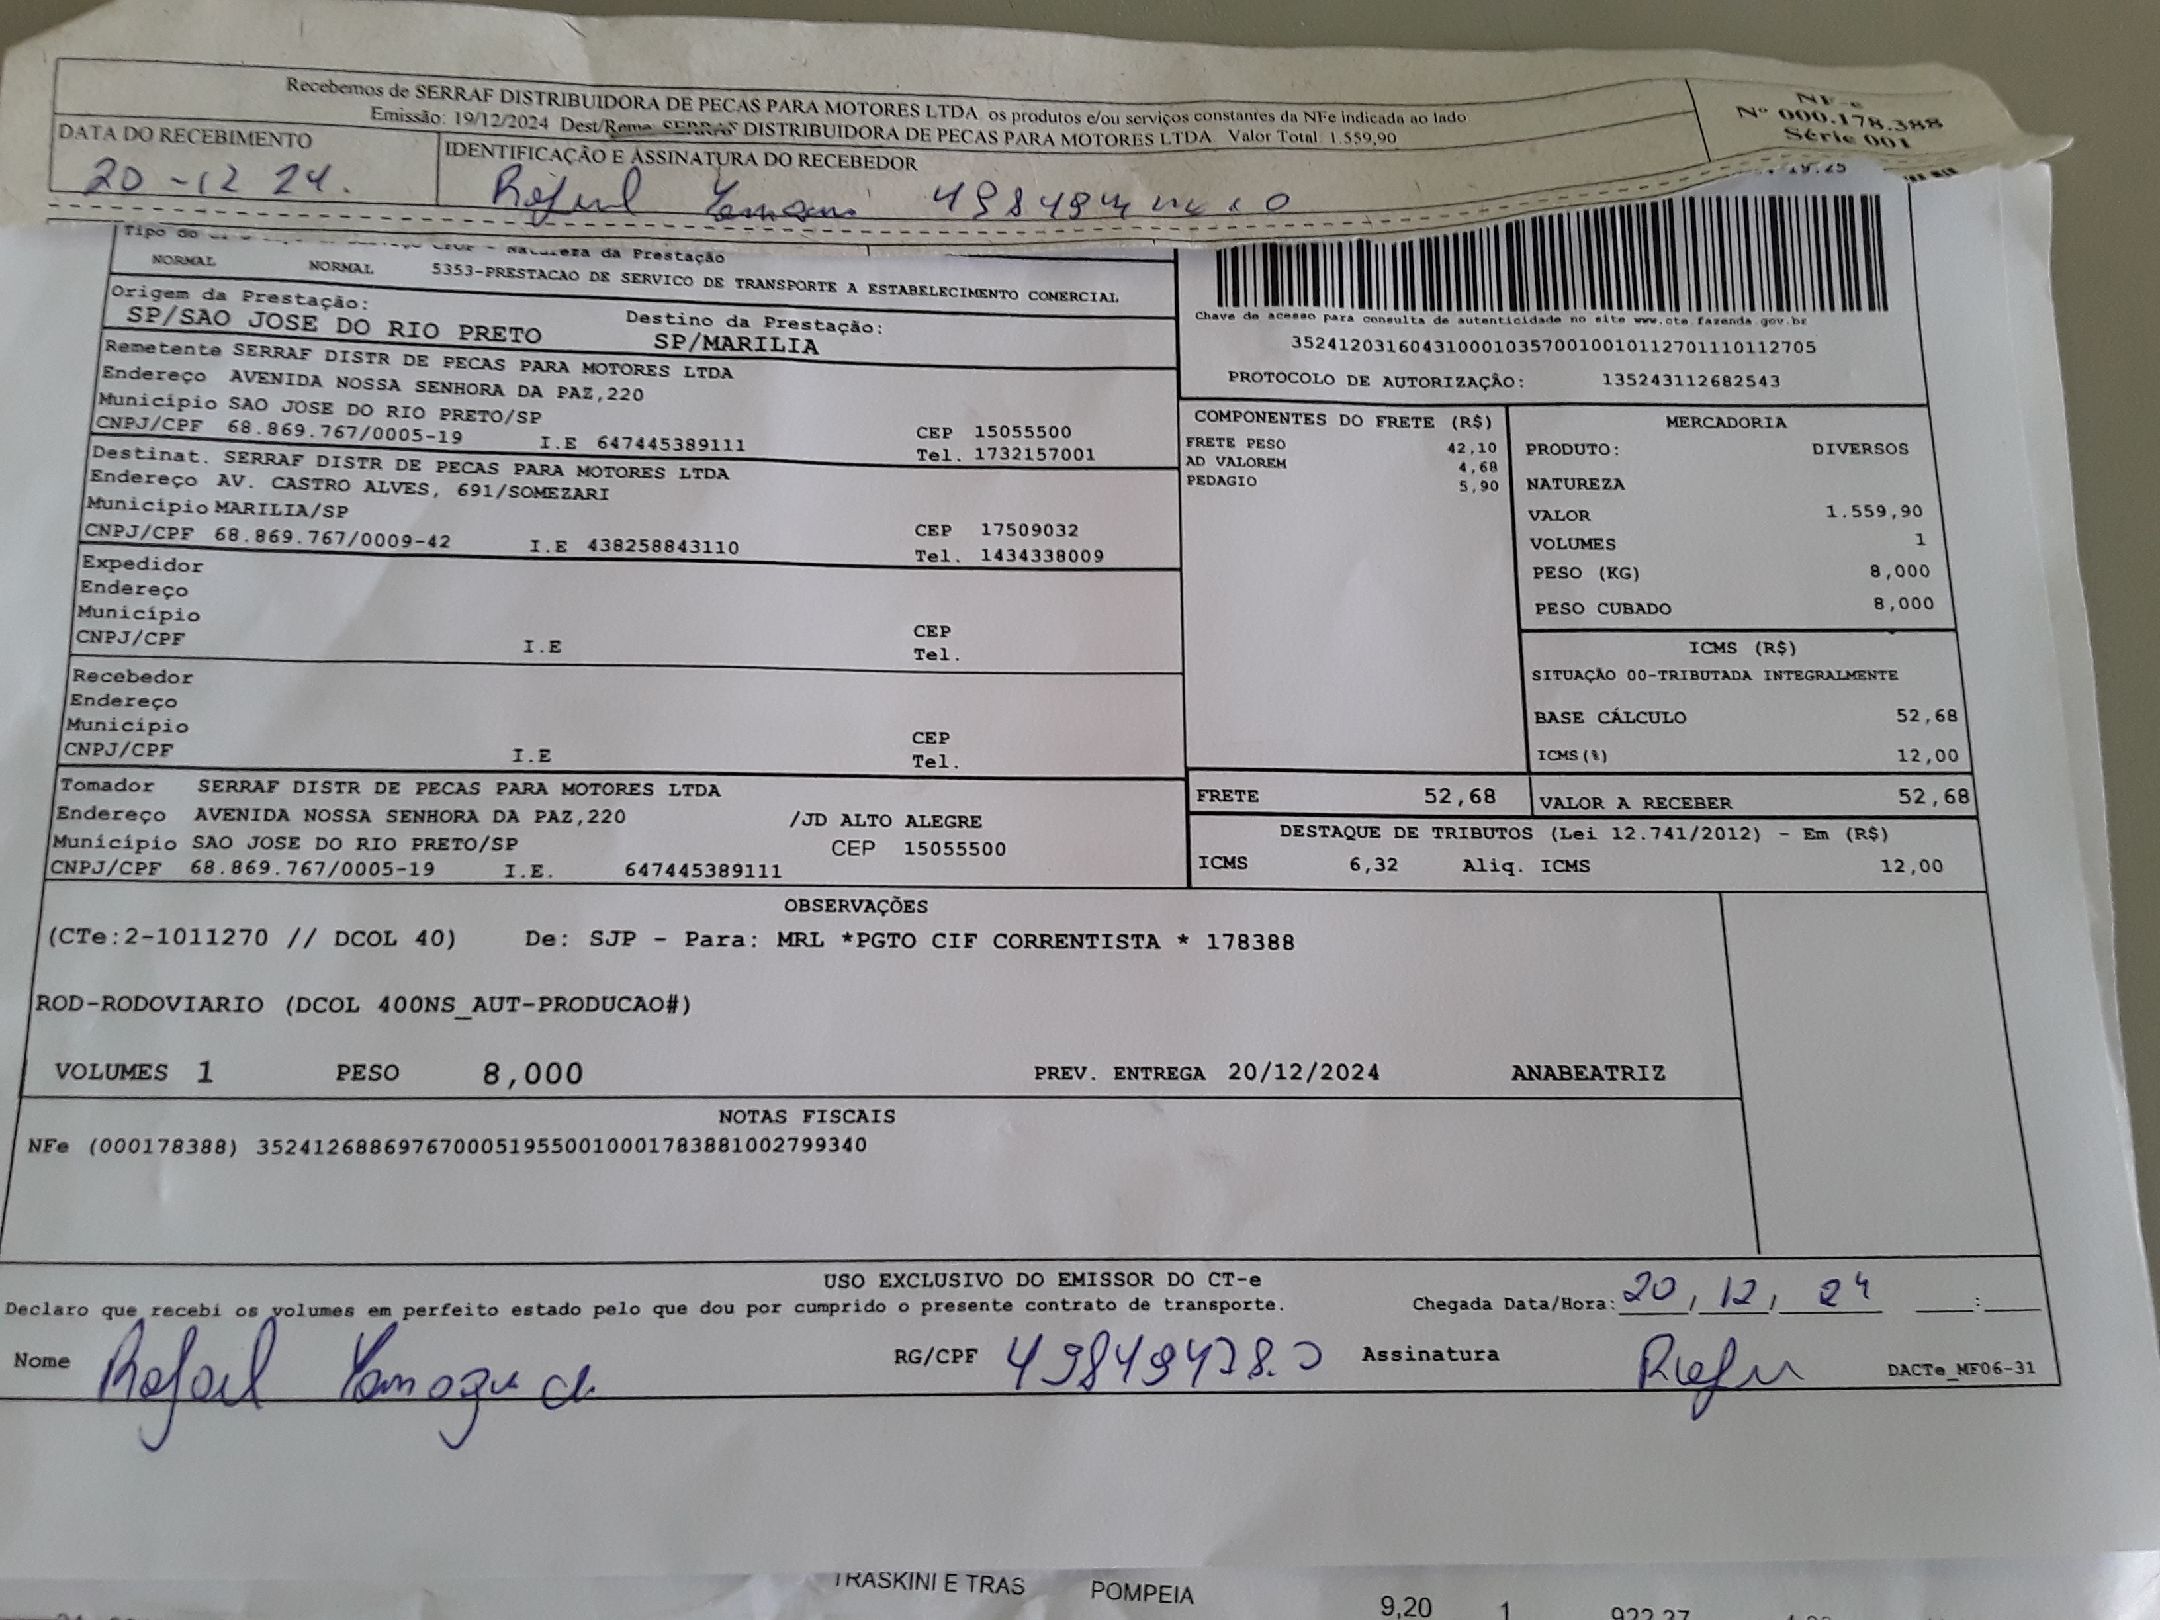 Recebemos de SERRAF DISTRIBUIDORA DE PECAS PARA MOTORES LTDA os produtos e/ou serviços constantes da NFe indicada ao lado
Emissão: 19/12/2024 Dest/Reme: SERRAF DISTRIBUIDORA DE PECAS PARA MOTORES LTDA Valor Total: 1.559,90
NF-e
Nº 000.178.388
Série 001
DATA DO RECEBIMENTO
20-12 24.
IDENTIFICAÇÃO E ASSINATURA DO RECEBEDOR
Tipo do
Natureza da Prestação
NORMAL NORMAL 5353-PRESTACAO DE SERVICO DE TRANSPORTE A ESTABELECIMENTO COMERCIAL
Origem da Prestação: Destino da Prestação:
SP/SAO JOSE DO RIO PRETO SP/MARILIA
Chave de acesso para consulta de autenticidade no site www.cte.fazenda.gov.br
35241203160431000103570010010112701110112705
PROTOCOLO DE AUTORIZAÇÃO: 135243112682543
Remetente SERRAF DISTR DE PECAS PARA MOTORES LTDA
Endereço AVENIDA NOSSA SENHORA DA PAZ,220
Município SAO JOSE DO RIO PRETO/SP CEP 15055500
CNPJ/CPF 68.869.767/0005-19 I.E 647445389111 Tel. 1732157001
Destinat. SERRAF DISTR DE PECAS PARA MOTORES LTDA
Endereço AV. CASTRO ALVES, 691/SOMEZARI
Município MARILIA/SP CEP 17509032
CNPJ/CPF 68.869.767/0009-42 I.E 438258843110 Tel. 1434338009
Expedidor
Endereço
Município CEP
CNPJ/CPF I.E Tel.
Recebedor
Endereço
Município CEP
CNPJ/CPF I.E Tel.
Tomador SERRAF DISTR DE PECAS PARA MOTORES LTDA
Endereço AVENIDA NOSSA SENHORA DA PAZ,220 /JD ALTO ALEGRE
Município SAO JOSE DO RIO PRETO/SP CEP 15055500
CNPJ/CPF 68.869.767/0005-19 I.E. 647445389111
COMPONENTES DO FRETE (R$)
FRETE PESO 42,10
AD VALOREM 4,68
PEDAGIO 5,90
MERCADORIA
PRODUTO: DIVERSOS
NATUREZA
VALOR 1.559,90
VOLUMES 1
PESO (KG) 8,000
PESO CUBADO 8,000
ICMS (R$)
SITUAÇÃO 00-TRIBUTADA INTEGRALMENTE
BASE CÁLCULO 52,68
ICMS(%) 12,00
FRETE 52,68 VALOR A RECEBER 52,68
DESTAQUE DE TRIBUTOS (Lei 12.741/2012) - Em (R$)
ICMS 6,32 Aliq. ICMS 12,00
OBSERVAÇÕES
(CTe:2-1011270 // DCOL 40) De: SJP - Para: MRL *PGTO CIF CORRENTISTA * 178388
ROD-RODOVIARIO (DCOL 400NS_AUT-PRODUCAO#)
VOLUMES 1 PESO 8,000 PREV. ENTREGA 20/12/2024 ANABEATRIZ
NOTAS FISCAIS
NFe (000178388) 35241268869767000519550010001783881002799340
USO EXCLUSIVO DO EMISSOR DO CT-e
Declaro que recebi os volumes em perfeito estado pelo que dou por cumprido o presente contrato de transporte. Chegada Data/Hora: 20, 12, 24 :
Nome Rafael RG/CPF Assinatura DACTe_MF06-31
TRASKINI E TRAS POMPEIA 9,20 1